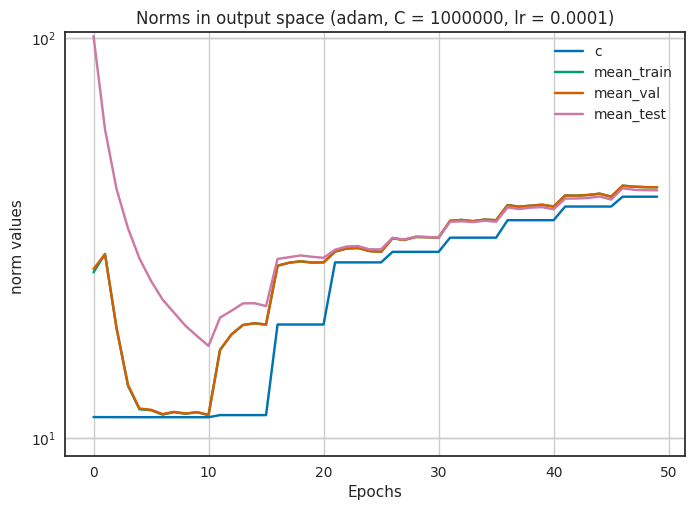 Norms in output space (adam, C = 1000000, lr = 0.0001)
c
mean_train
mean_val
mean_test
norm values
10²
10¹
0
10
20
30
40
50
Epochs